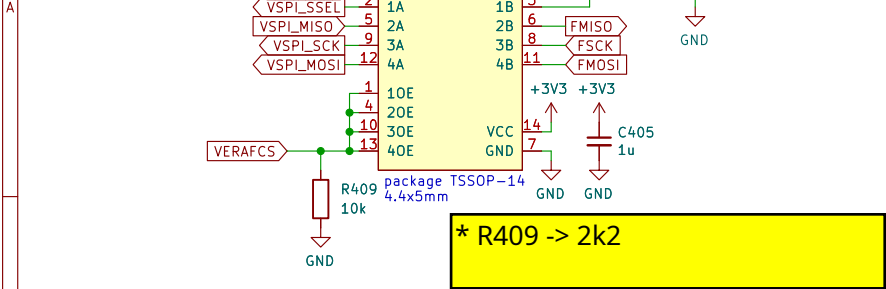 A
VSPI_SSEL 2 1A 1B 3
VSPI_MISO 5 2A 2B 6 FMISO
VSPI_SCK 9 3A 3B 8 FSCK
VSPI_MOSI 12 4A 4B 11 FMOSI
GND
1 1OE
+3V3 +3V3
4 2OE
10 3OE VCC 14
C405
1u
VERAFCS 13 4OE GND 7
R409
10k
package TSSOP-14
4.4x5mm
GND GND
* R409 -> 2k2
GND